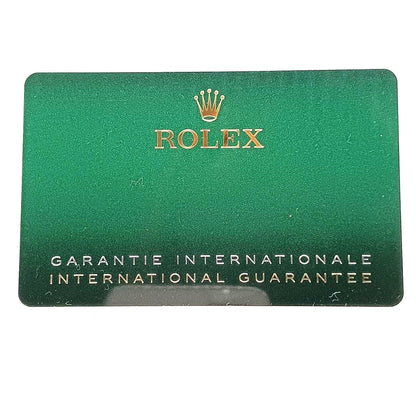 ROLEX
GARANTIE INTERNATIONALE
INTERNATIONAL GUARANTEE